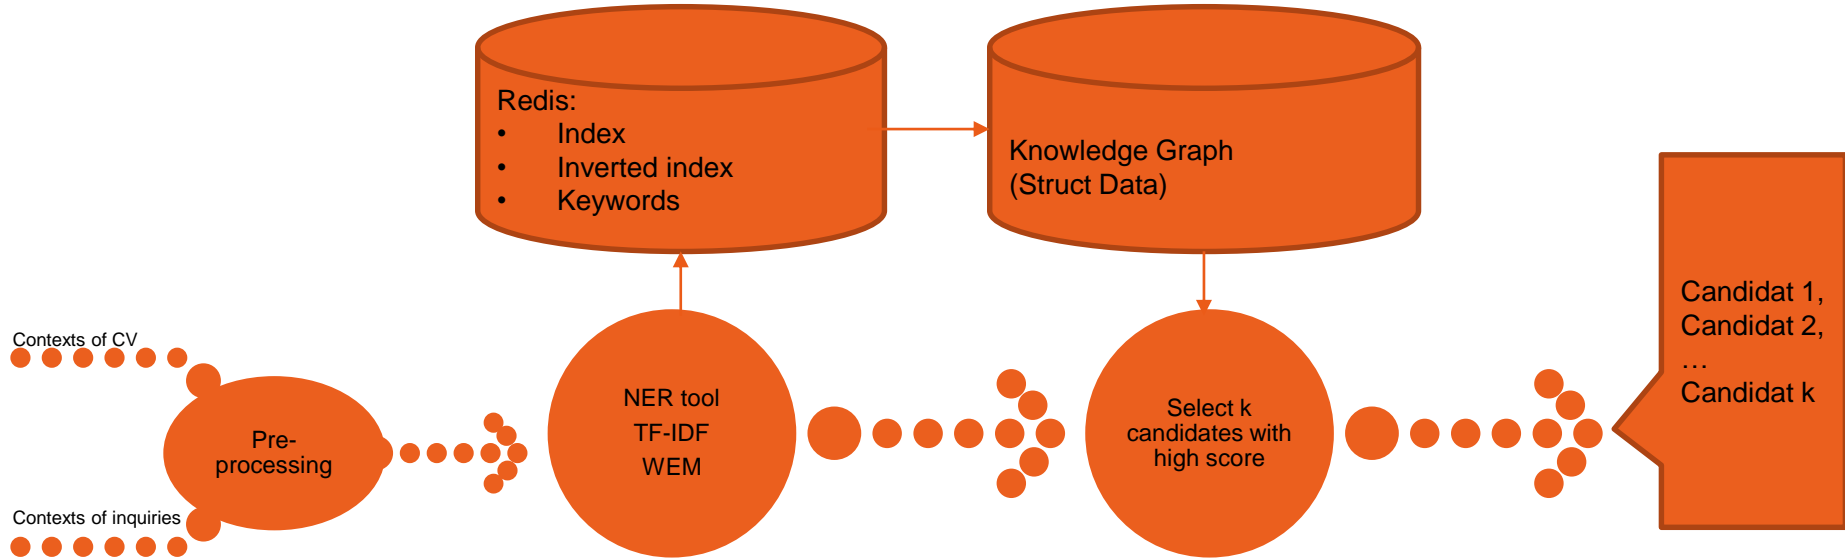 Redis:
• Index
• Inverted index
• Keywords
Knowledge Graph
(Struct Data)
Contexts of CV
Pre-
processing
Contexts of inquiries
NER tool
TF-IDF
WEM
Select k
candidates with
high score
Candidat 1,
Candidat 2,
…
Candidat k